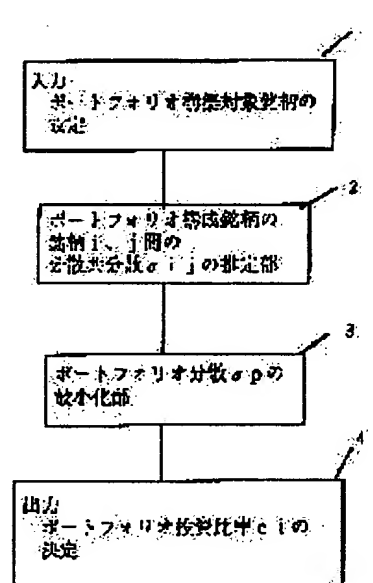 入力
ポートフォリオ対象銘柄の
設定
2
ポートフォリオ構成銘柄の
銘柄i、j間の
分散共分散σijの推定部
3
ポートフォリオ分散σpの
最小化部
4
出力
ポートフォリオ投資比率ciの
決定